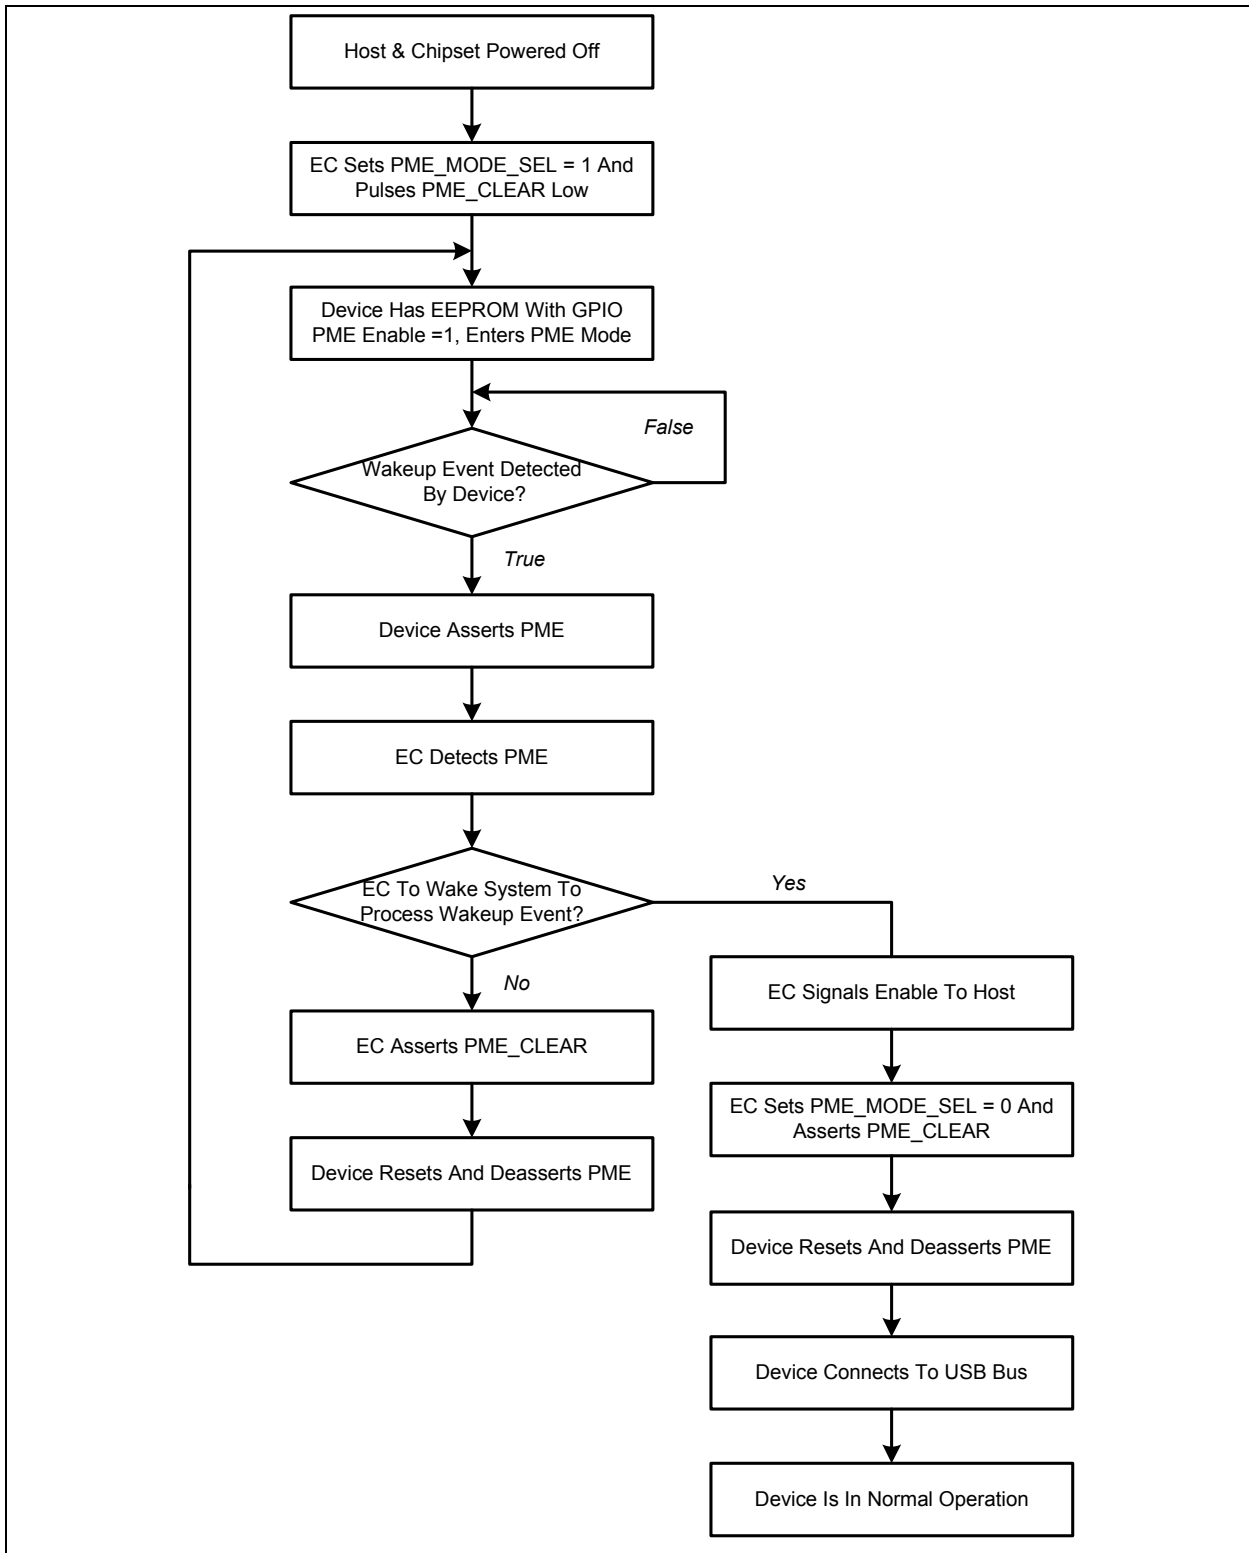 Host & Chipset Powered Off
EC Sets PME_MODE_SEL = 1 And
Pulses PME_CLEAR Low
Device Has EEPROM With GPIO
PME Enable =1, Enters PME Mode
False
Wakeup Event Detected
By Device?
True
Device Asserts PME
EC Detects PME
EC To Wake System To
Process Wakeup Event?
Yes
No
EC Asserts PME_CLEAR
Device Resets And Deasserts PME
EC Signals Enable To Host
EC Sets PME_MODE_SEL = 0 And
Asserts PME_CLEAR
Device Resets And Deasserts PME
Device Connects To USB Bus
Device Is In Normal Operation